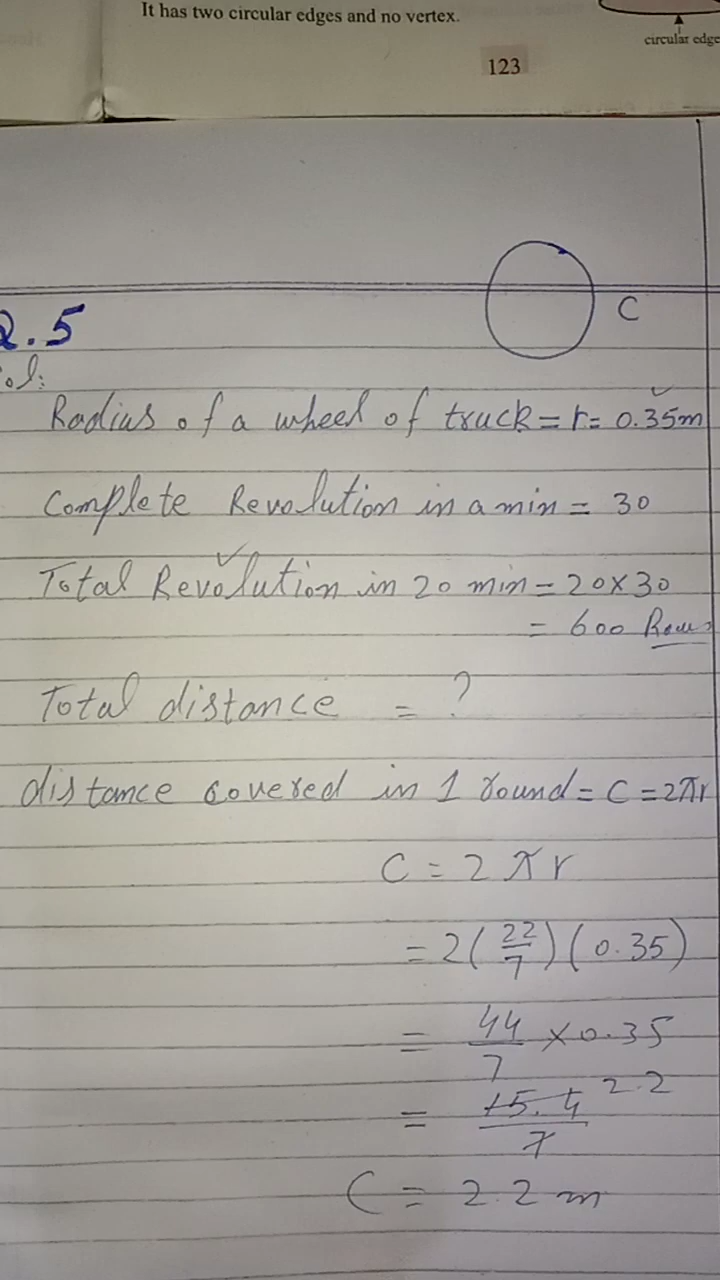 It has two circular edges and no vertex.
circular edge
123
C
Q.5
Sol:
Radius of a wheel of truck = r = 0.35m
Complete Revolution in a min = 30
Total Revolution in 20 min = 20×30
= 600
Total distance = ?
distance covered in 1 round = C = 2πr
C = 2πr
= 2(22/7)(0.35)
= 44/7 × 0.35
= 15.4/7 2.2
C = 2.2 m